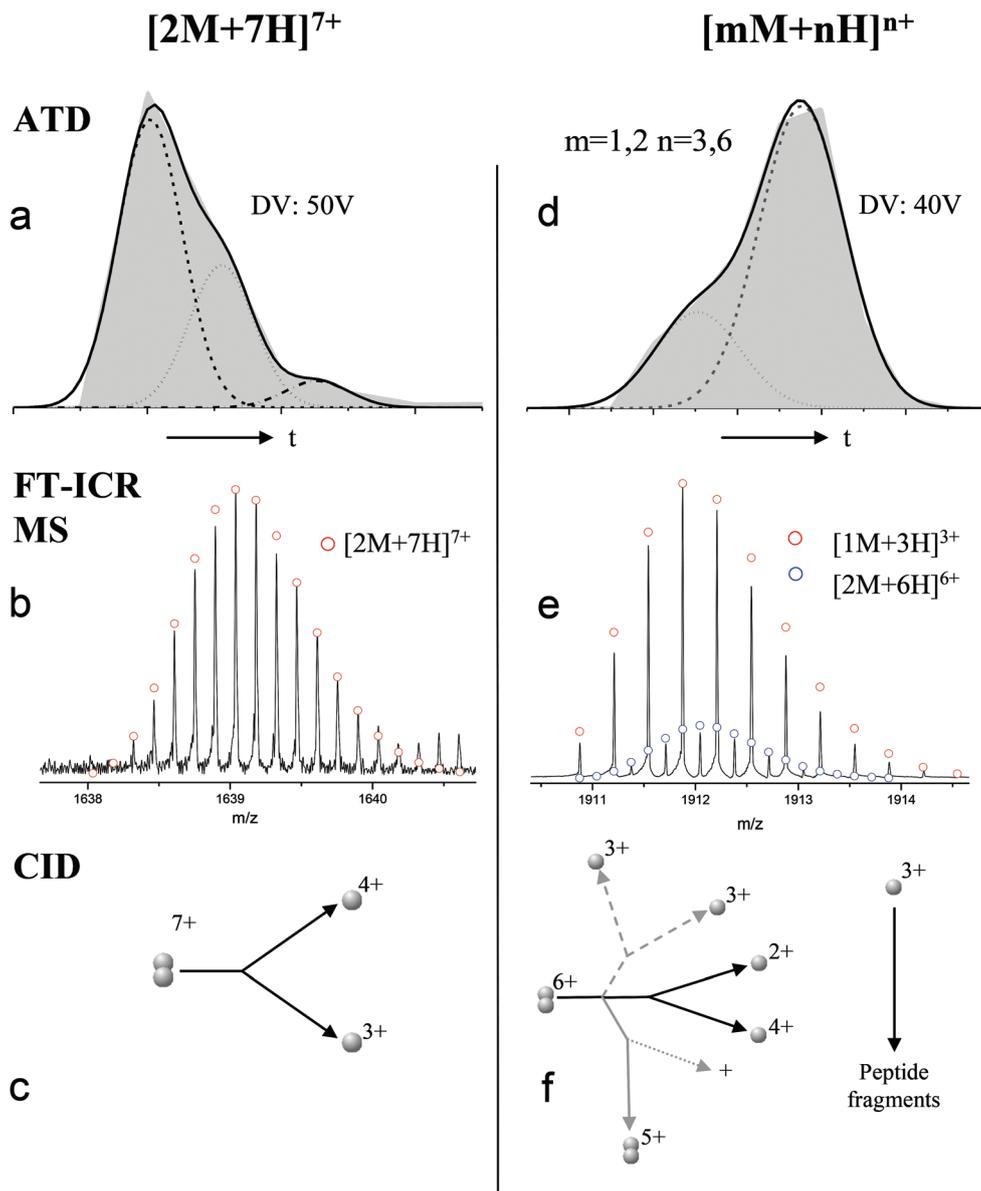 [2M+7H]7+
[mM+nH]n+
ATD
a
DV: 50V
t
FT-ICR
MS
b
[2M+7H]7+
1638 1639 1640
m/z
CID
7+
4+
3+
c
m=1,2 n=3,6
d
DV: 40V
t
e
[1M+3H]3+
[2M+6H]6+
1911 1912 1913 1914
m/z
3+
3+
3+
2+
6+
4+
+
f
5+
Peptide
fragments